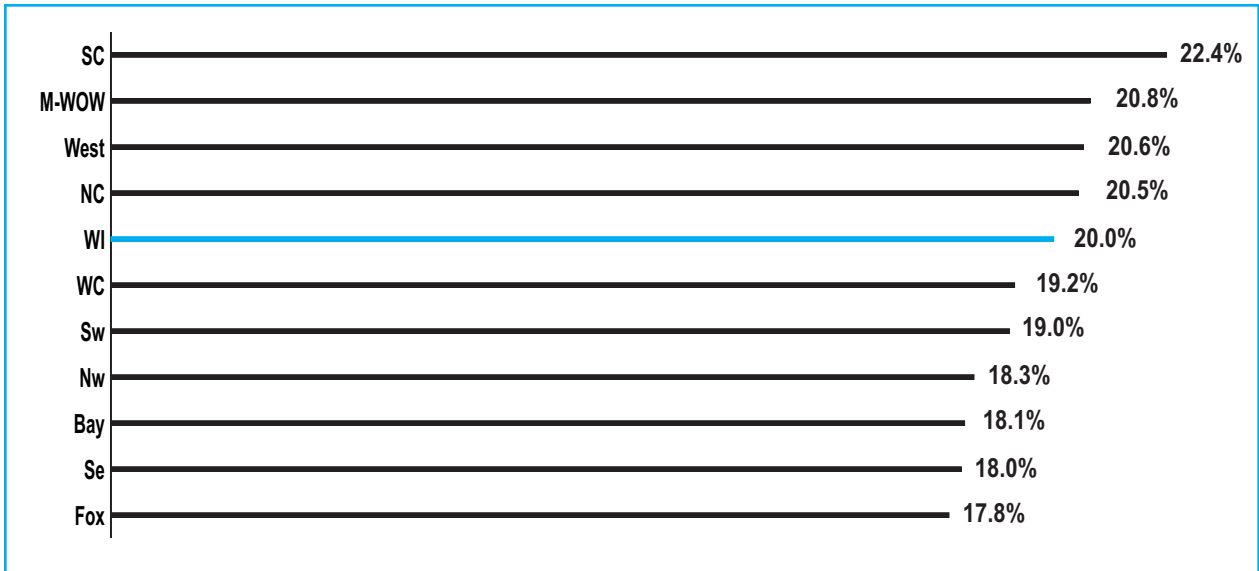 SC 22.4%
M-WOW 20.8%
West 20.6%
NC 20.5%
WI 20.0%
WC 19.2%
Sw 19.0%
Nw 18.3%
Bay 18.1%
Se 18.0%
Fox 17.8%